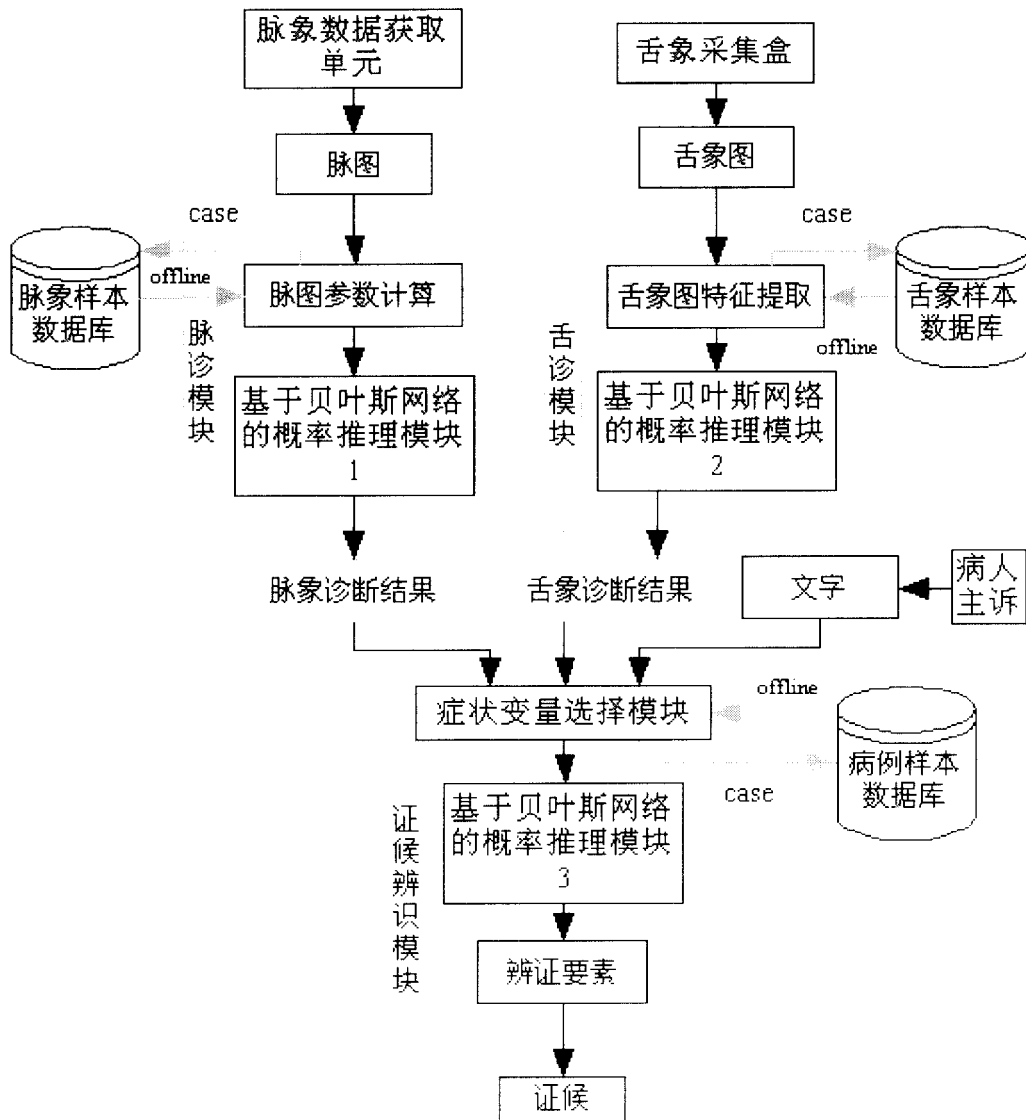 脉象数据获取
单元
舌象采集盒
脉图
舌象图
case
case
脉象样本
数据库
offline
脉图参数计算
舌象图特征提取
舌象样本
数据库
offline
脉诊模块
舌诊模块
基于贝叶斯网络
的概率推理模块
1
基于贝叶斯网络
的概率推理模块
2
脉象诊断结果
舌象诊断结果
文字
病人
主诉
症状变量选择模块
offline
病例样本
数据库
case
证候辨识模块
基于贝叶斯网络
的概率推理模块
3
辨证要素
证候